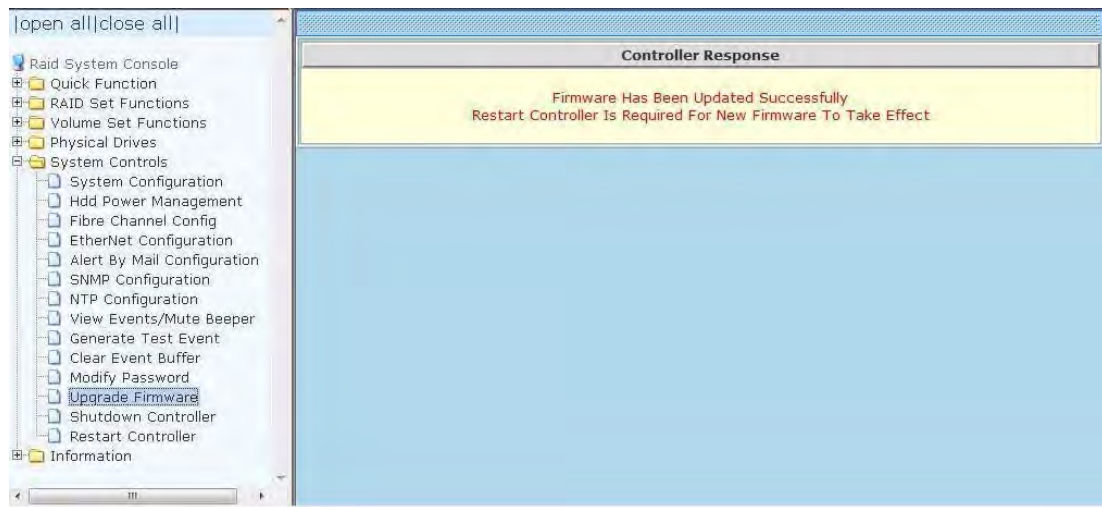 |open all|close all|
Raid System Console
Quick Function
RAID Set Functions
Volume Set Functions
Physical Drives
System Controls
System Configuration
Hdd Power Management
Fibre Channel Config
EtherNet Configuration
Alert By Mail Configuration
SNMP Configuration
NTP Configuration
View Events/Mute Beeper
Generate Test Event
Clear Event Buffer
Modify Password
Upgrade Firmware
Shutdown Controller
Restart Controller
Information
Controller Response
Firmware Has Been Updated Successfully
Restart Controller Is Required For New Firmware To Take Effect